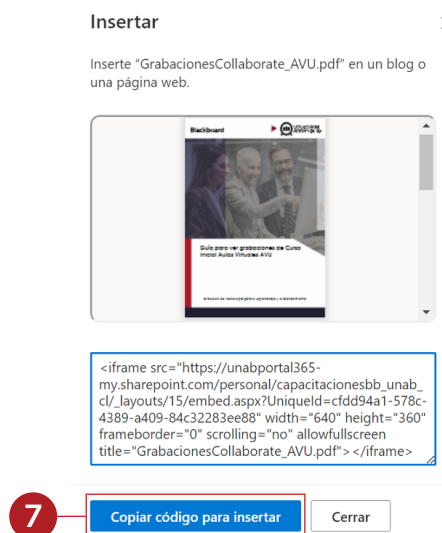 Insertar
Inserte “GrabacionesCollaborate_AVU.pdf” en un blog o
una página web.
Blackboard
Guía para ver grabaciones de Curso
Inicial Aulas Virtuales AVU
<iframe src="https://unabportal365-
my.sharepoint.com/personal/capacitacionesbb_unab_
cl/_layouts/15/embed.aspx?UniqueId=cfdd94a1-578c-
4389-a409-84c32283ee88" width="640" height="360"
frameborder="0" scrolling="no" allowfullscreen
title="GrabacionesCollaborate_AVU.pdf"></iframe>
7
Copiar código para insertar
Cerrar